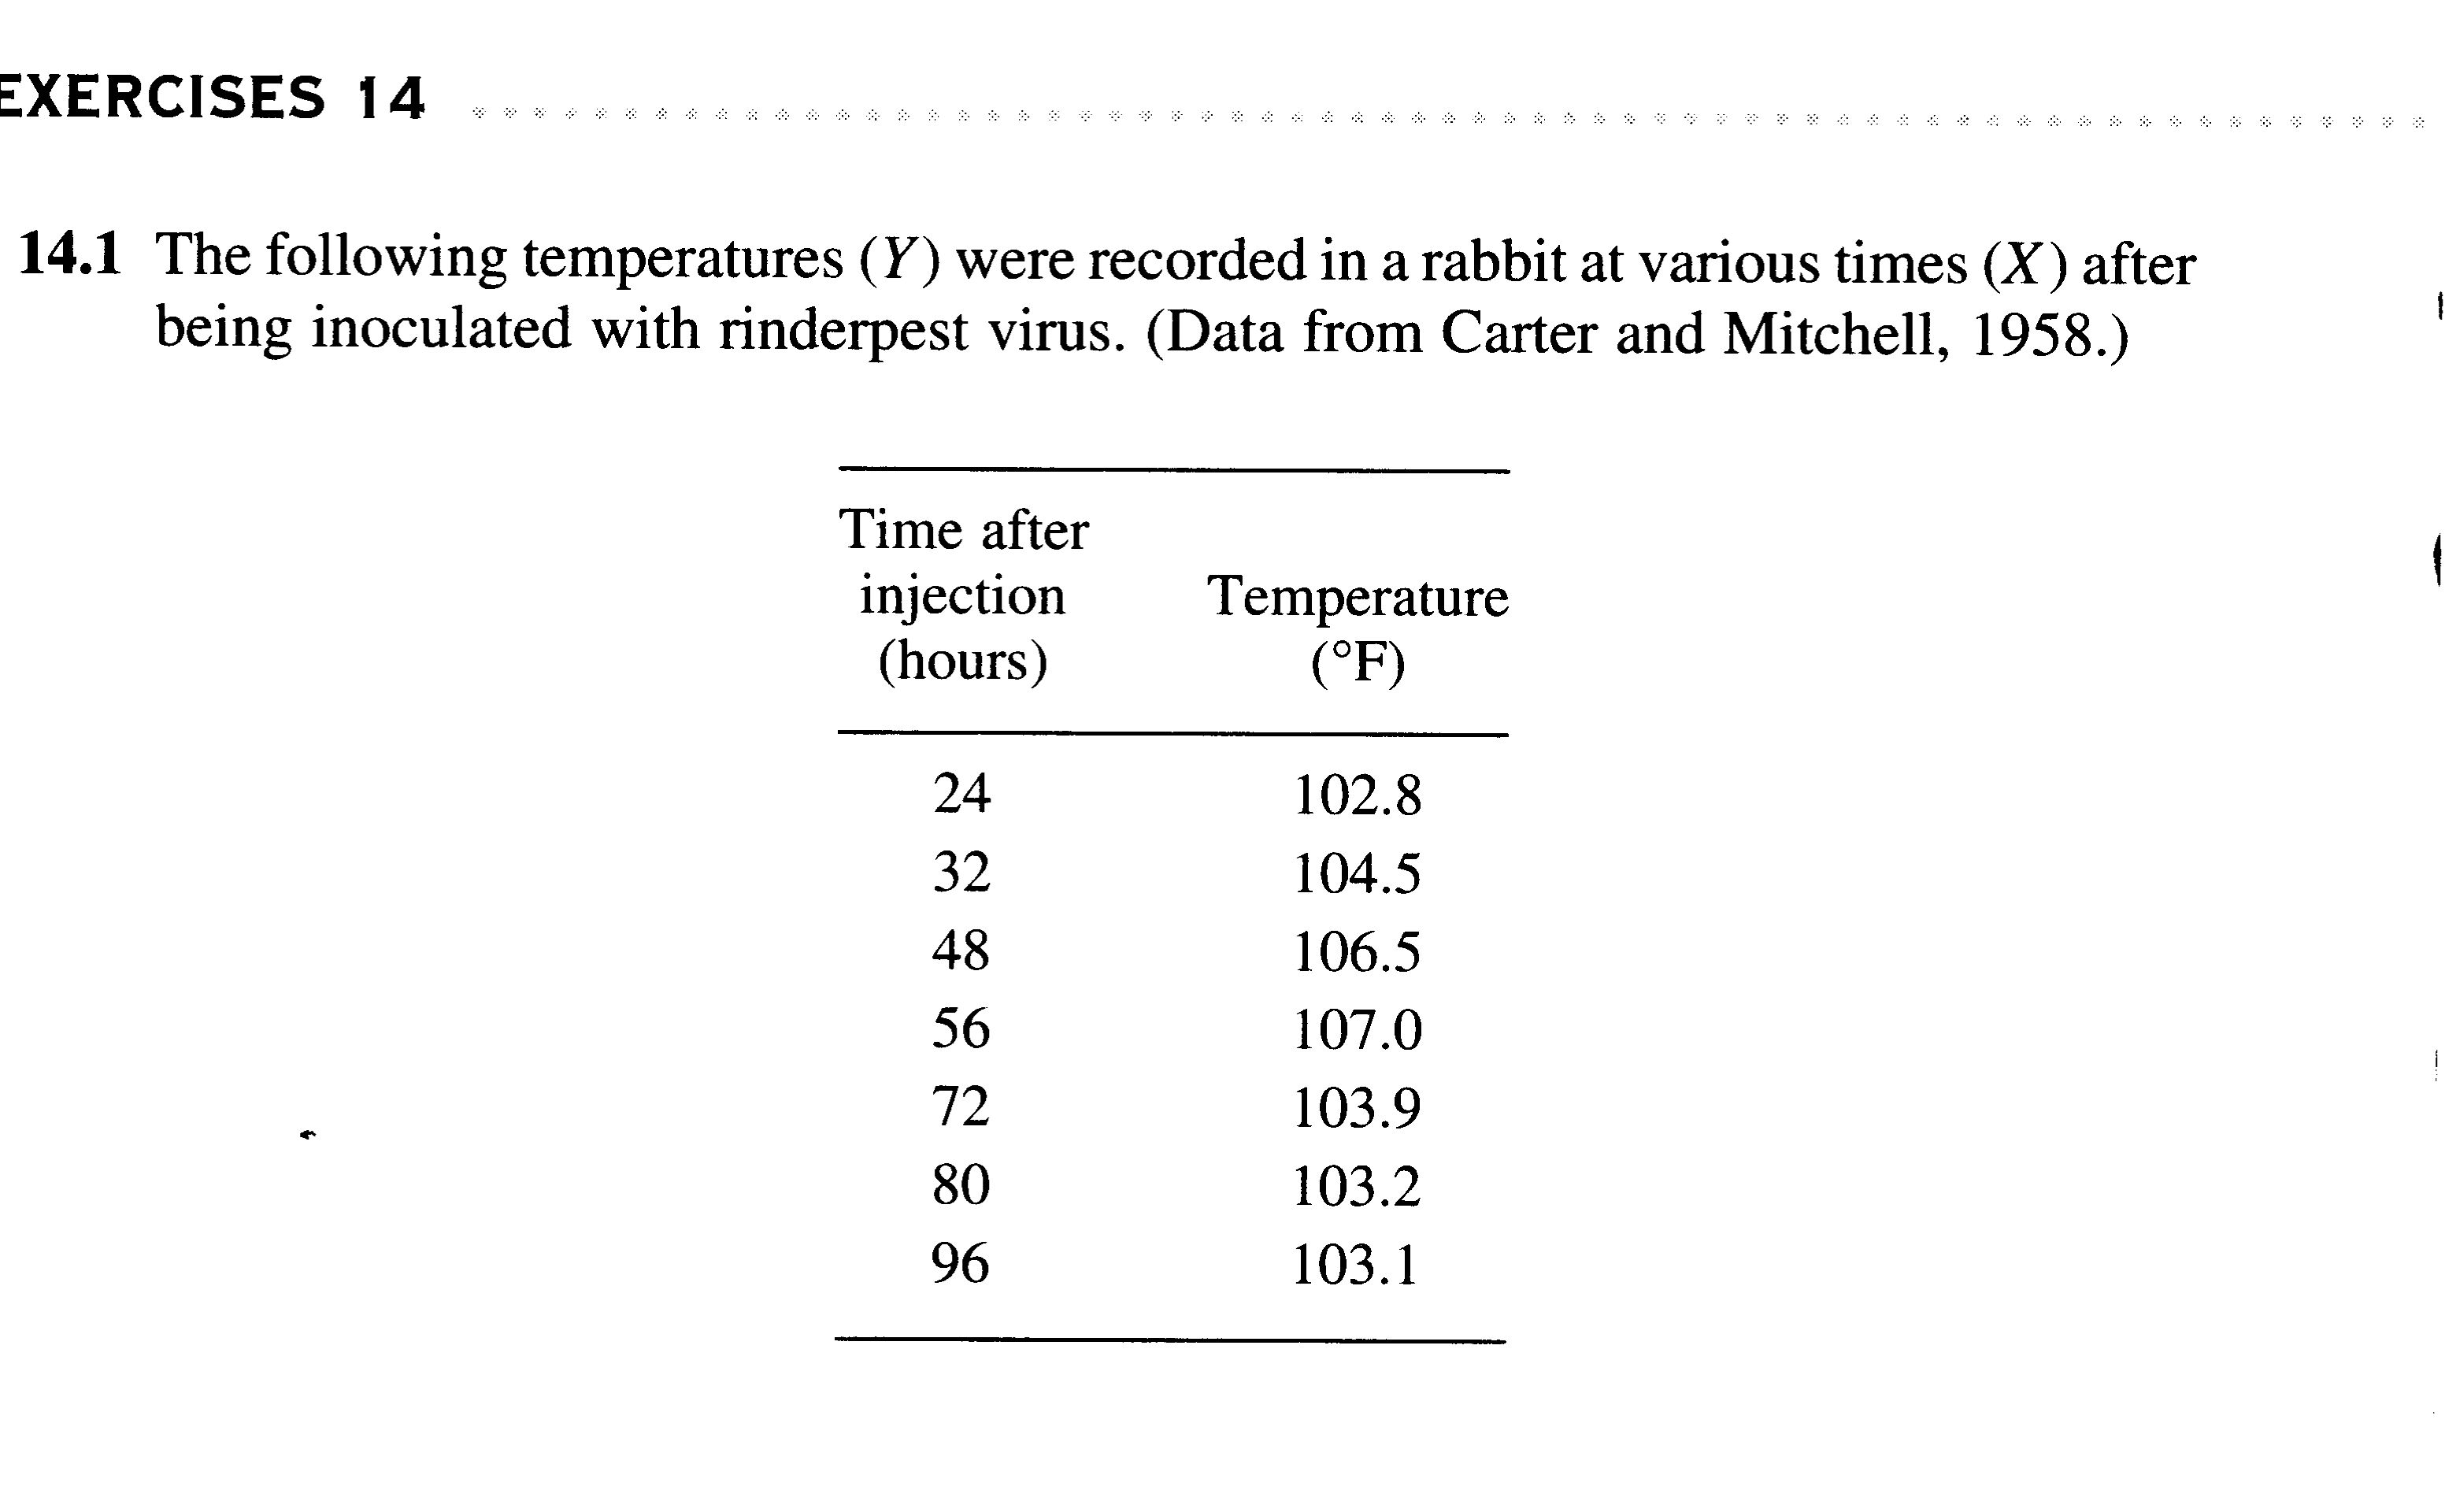 EXERCISES 14
14.1 The following temperatures (Y) were recorded in a rabbit at various times (X) after
being inoculated with rinderpest virus. (Data from Carter and Mitchell, 1958.)
Time after
injection Temperature
(hours) (°F)
24 102.8
32 104.5
48 106.5
56 107.0
72 103.9
80 103.2
96 103.1